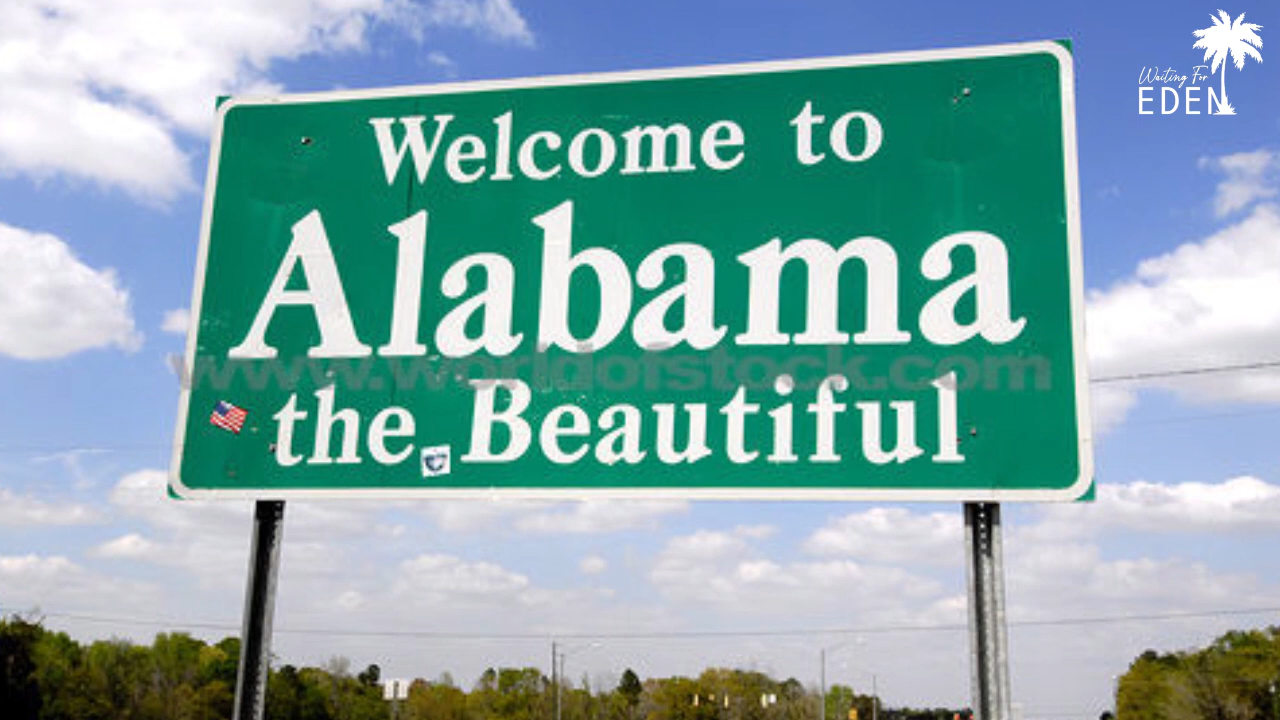 Waiting For
EDEN
Welcome to
Alabama
www.worldofstock.com
the Beautiful